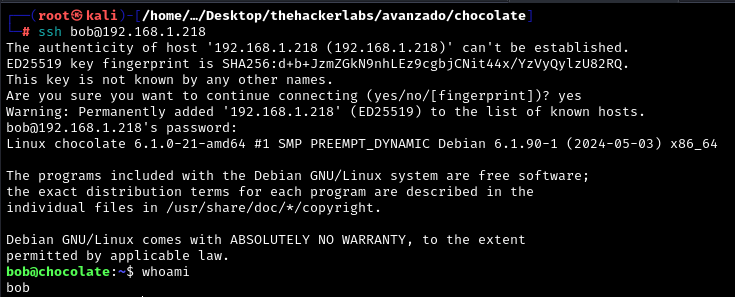 (root㉿kali)-[/home/…/Desktop/thehackerlabs/avanzado/chocolate]
# ssh bob@192.168.1.218
The authenticity of host '192.168.1.218 (192.168.1.218)' can't be established.
ED25519 key fingerprint is SHA256:d+b+JzmZGkN9nhLEz9cgbjCNit44x/YzVyQylzU82RQ.
This key is not known by any other names.
Are you sure you want to continue connecting (yes/no/[fingerprint])? yes
Warning: Permanently added '192.168.1.218' (ED25519) to the list of known hosts.
bob@192.168.1.218's password:
Linux chocolate 6.1.0-21-amd64 #1 SMP PREEMPT_DYNAMIC Debian 6.1.90-1 (2024-05-03) x86_64
The programs included with the Debian GNU/Linux system are free software;
the exact distribution terms for each program are described in the
individual files in /usr/share/doc/*/copyright.
Debian GNU/Linux comes with ABSOLUTELY NO WARRANTY, to the extent
permitted by applicable law.
bob@chocolate:~$ whoami
bob